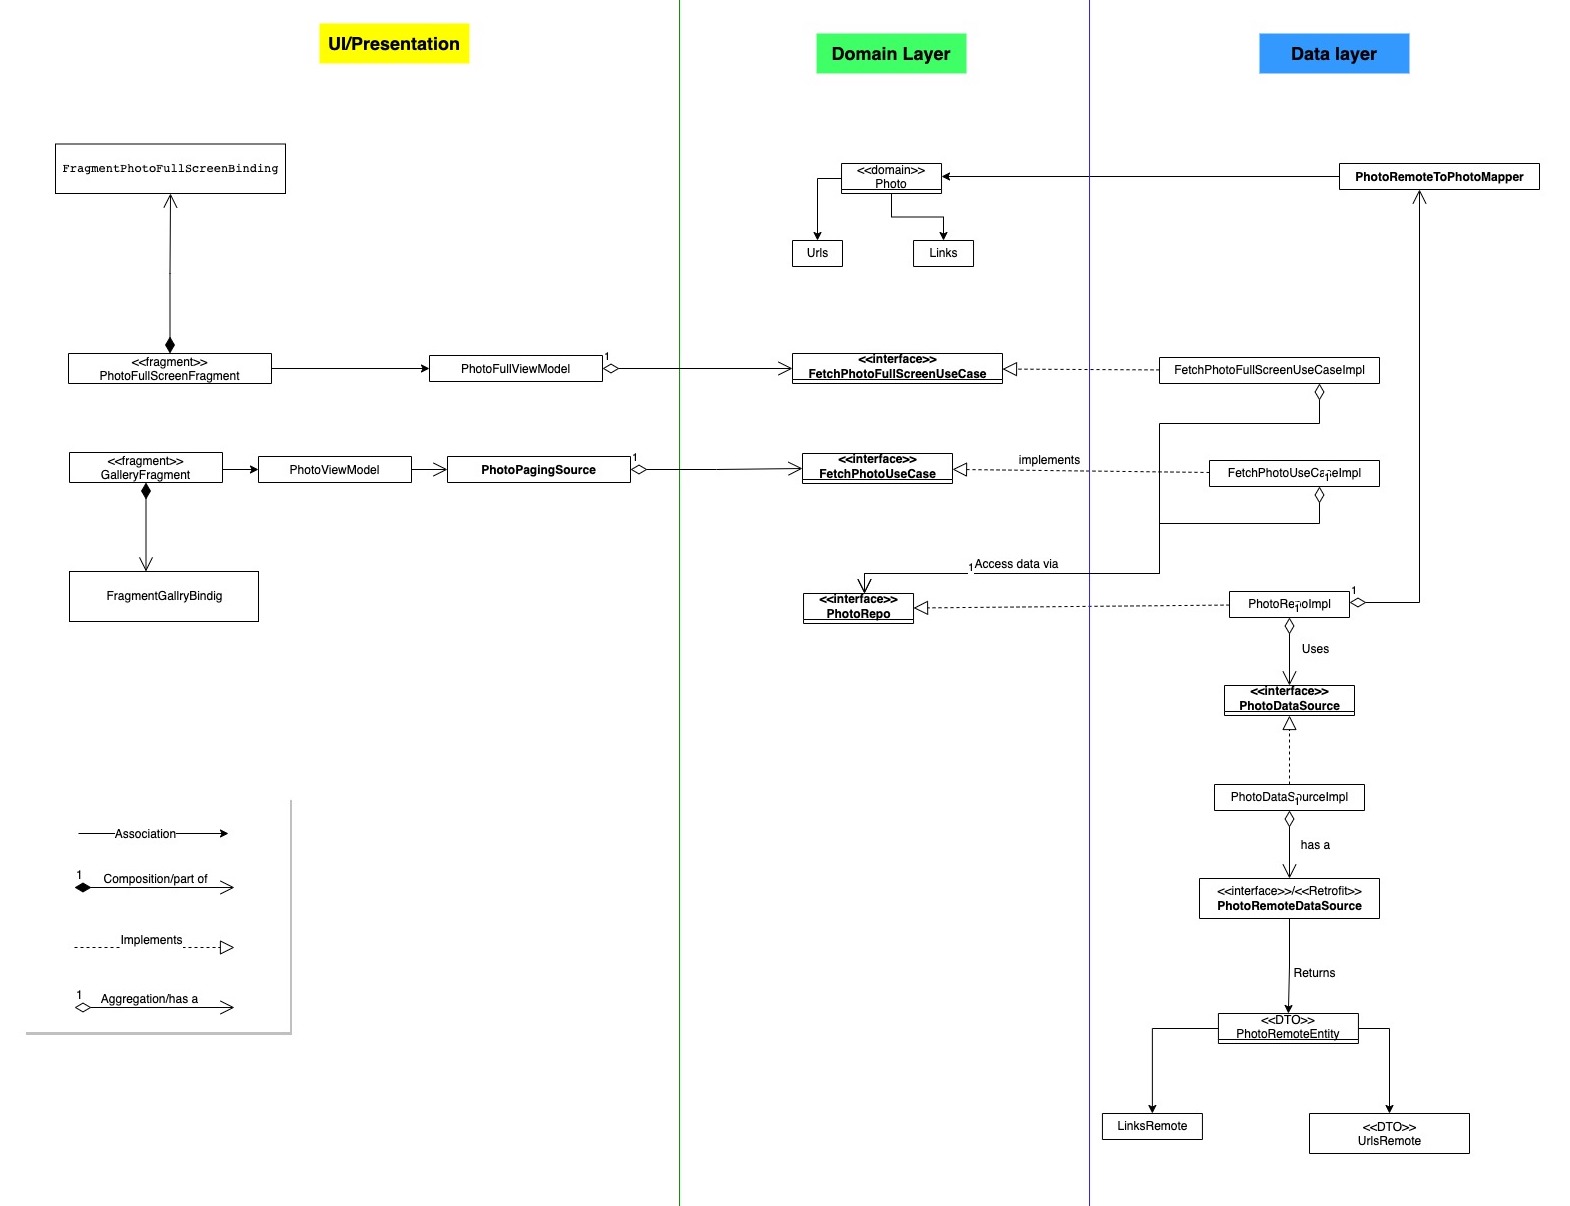 UI/Presentation
Domain Layer
Data layer
FragmentPhotoFullScreenBinding
<<domain>>
Photo
PhotoRemoteToPhotoMapper
Urls
Links
<<fragment>>
PhotoFullScreenFragment
PhotoFullViewModel
1
<<interface>>
FetchPhotoFullScreenUseCase
FetchPhotoFullScreenUseCaseImpl
<<fragment>>
GalleryFragment
PhotoViewModel
PhotoPagingSource
1
<<interface>>
FetchPhotoUseCase
implements
FetchPhotoUseCaseImpl
1
1
Access data via
FragmentGallryBindig
<<interface>>
PhotoRepo
PhotoRepoImpl
1
1
Uses
<<interface>>
PhotoDataSource
PhotoDataSourceImpl
1
has a
Association
1
Composition/part of
Implements
1
Aggregation/has a
<<interface>>/<<Retrofit>>
PhotoRemoteDataSource
Returns
<<DTO>>
PhotoRemoteEntity
LinksRemote
<<DTO>>
UrlsRemote